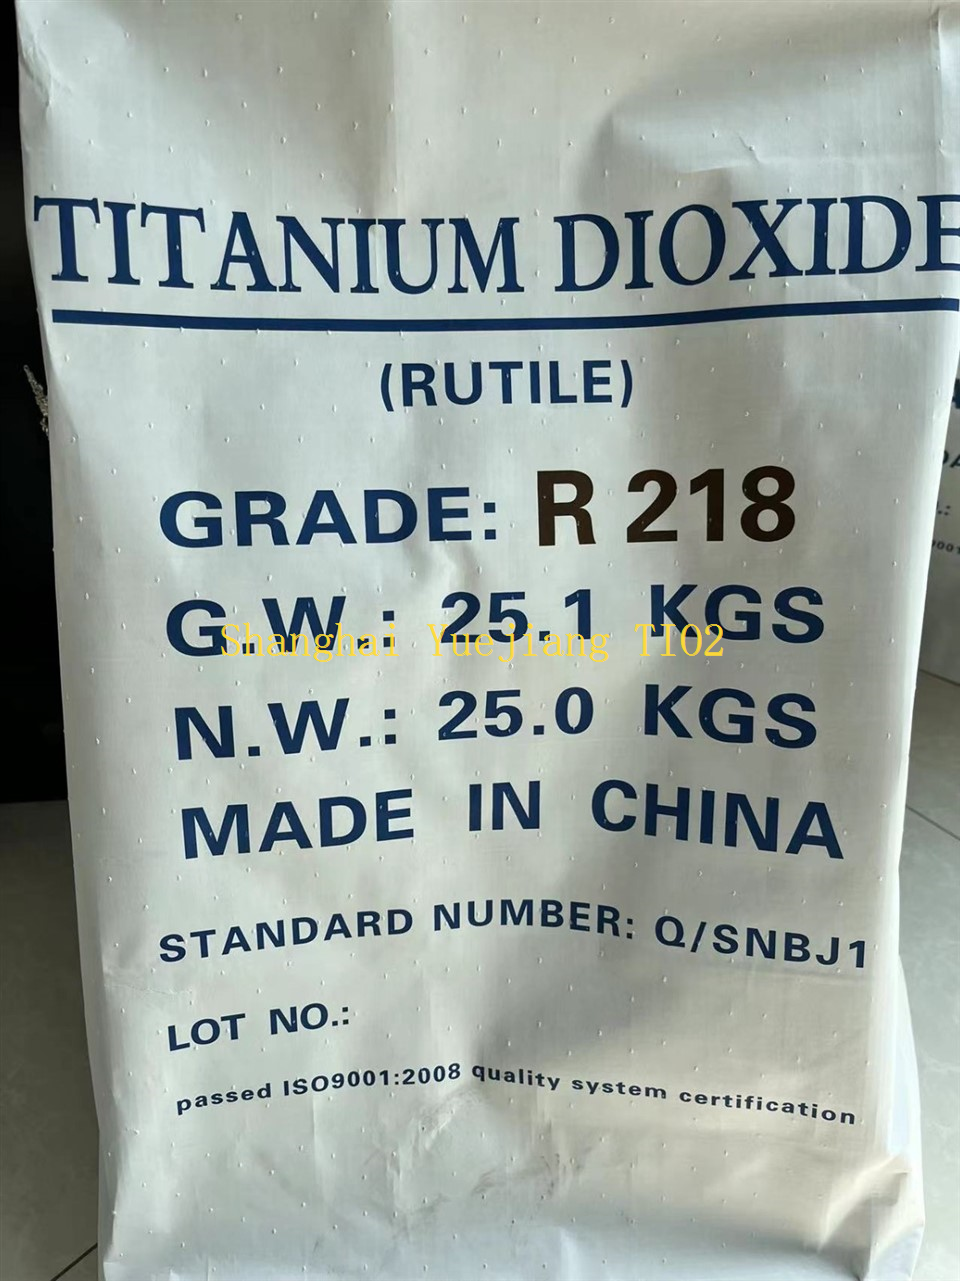 TITANIUM DIOXIDE
(RUTILE)
GRADE: R 218
G.W.: 25.1 KGS
Shanghai Yuejiang TIO2
N.W.: 25.0 KGS
MADE IN CHINA
STANDARD NUMBER: Q/SNBJ1
LOT NO.:
passed ISO9001:2008 quality system certification